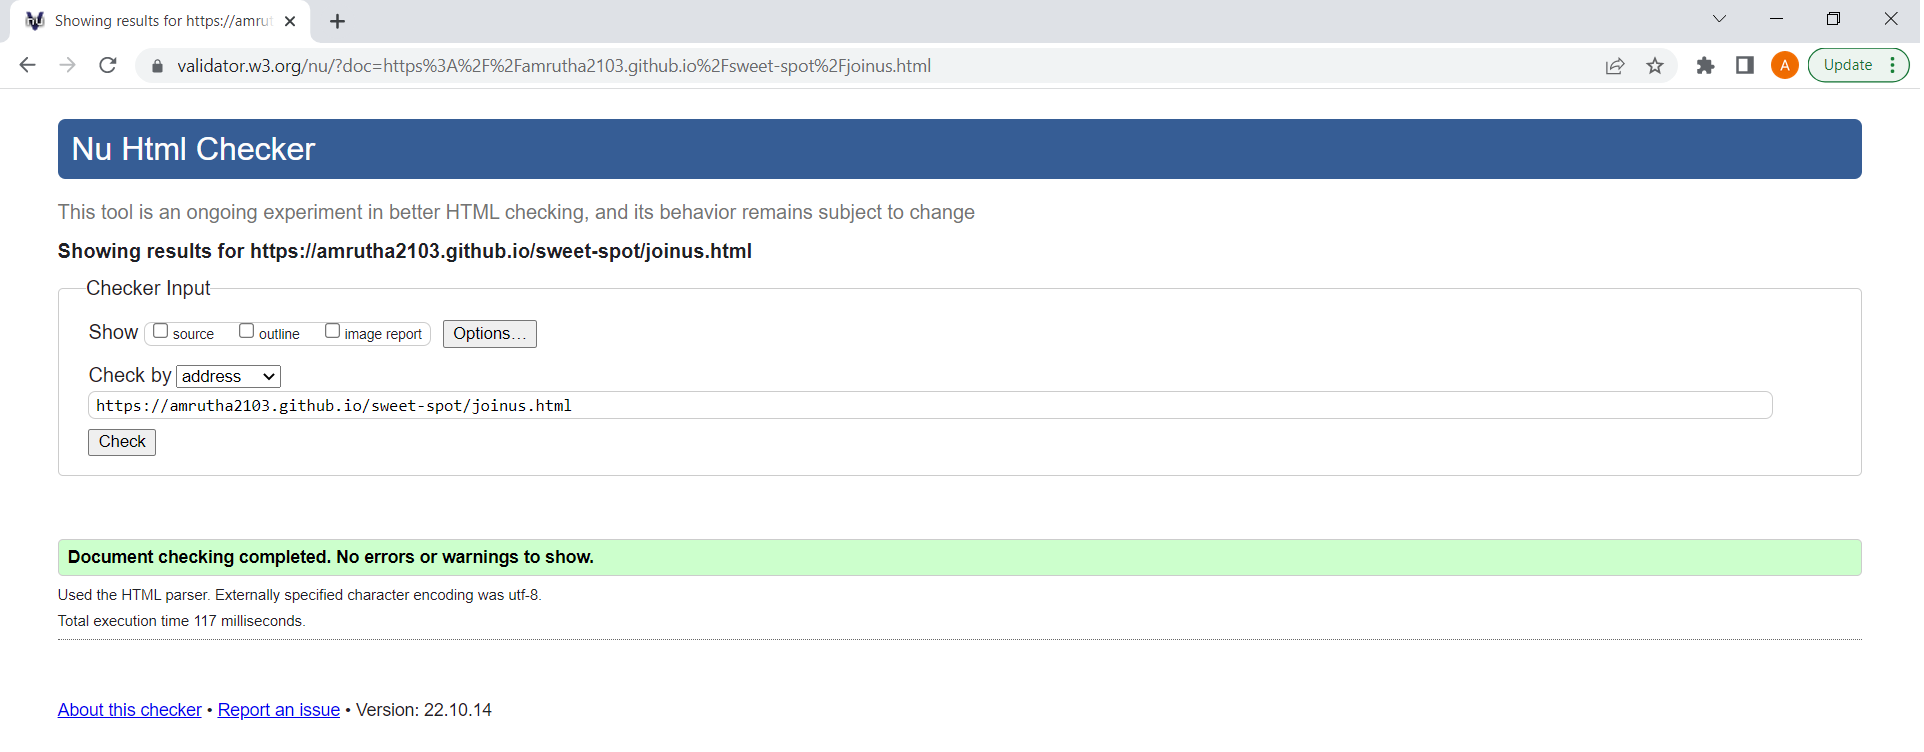 Showing results for https://amrut
validator.w3.org/nu/?doc=https%3A%2F%2Famrutha2103.github.io%2Fsweet-spot%2Fjoinus.html
A
Update
Nu Html Checker
This tool is an ongoing experiment in better HTML checking, and its behavior remains subject to change
Showing results for https://amrutha2103.github.io/sweet-spot/joinus.html
Checker Input
Show source outline image report Options…
Check by address
https://amrutha2103.github.io/sweet-spot/joinus.html
Check
Document checking completed. No errors or warnings to show.
Used the HTML parser. Externally specified character encoding was utf-8.
Total execution time 117 milliseconds.
About this checker • Report an issue • Version: 22.10.14